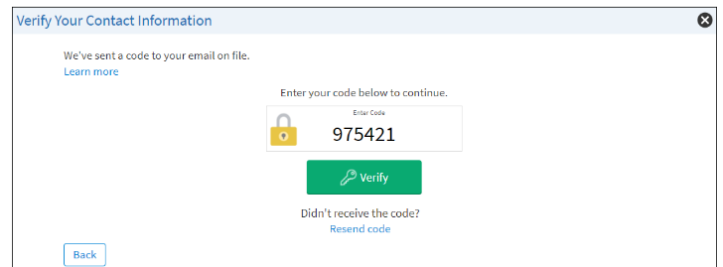 Verify Your Contact Information
We've sent a code to your email on file.
Learn more
Enter your code below to continue.
Enter Code
975421
Verify
Didn't receive the code?
Resend code
Back